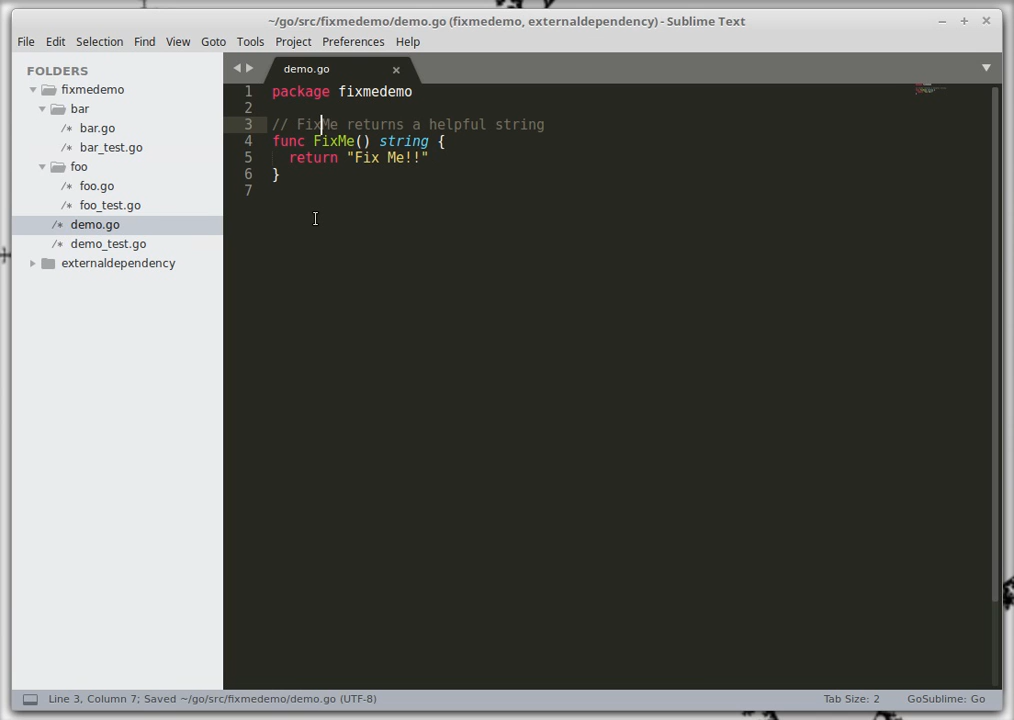 ~/go/src/fixmedemo/demo.go (fixmedemo, externaldependency) - Sublime Text
File Edit Selection Find View Goto Tools Project Preferences Help
FOLDERS
fixmedemo
bar
/* bar.go
/* bar_test.go
foo
/* foo.go
/* foo_test.go
/* demo.go
/* demo_test.go
externaldependency
demo.go
1 package fixmedemo
2
3 // FixMe returns a helpful string
4 func FixMe() string {
5 return "Fix Me!!"
6 }
7
Line 3, Column 7; Saved ~/go/src/fixmedemo/demo.go (UTF-8) Tab Size: 2 GoSublime: Go